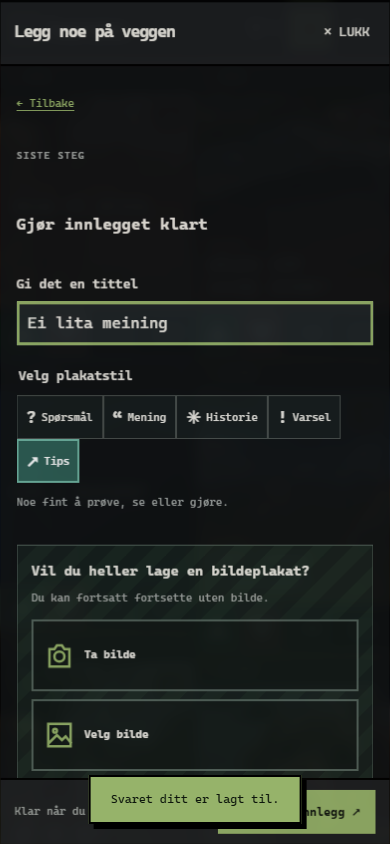 Legg noe på veggen
× LUKK
← Tilbake
SISTE STEG
Gjør innlegget klart
Gi det en tittel
Ei lita meining
Velg plakatstil
? Spørsmål
“ Mening
✳ Historie
! Varsel
↗ Tips
Noe fint å prøve, se eller gjøre.
Vil du heller lage en bildeplakat?
Du kan fortsatt fortsette uten bilde.
Ta bilde
Velg bilde
Klar når du
Svaret ditt er lagt til.
↗